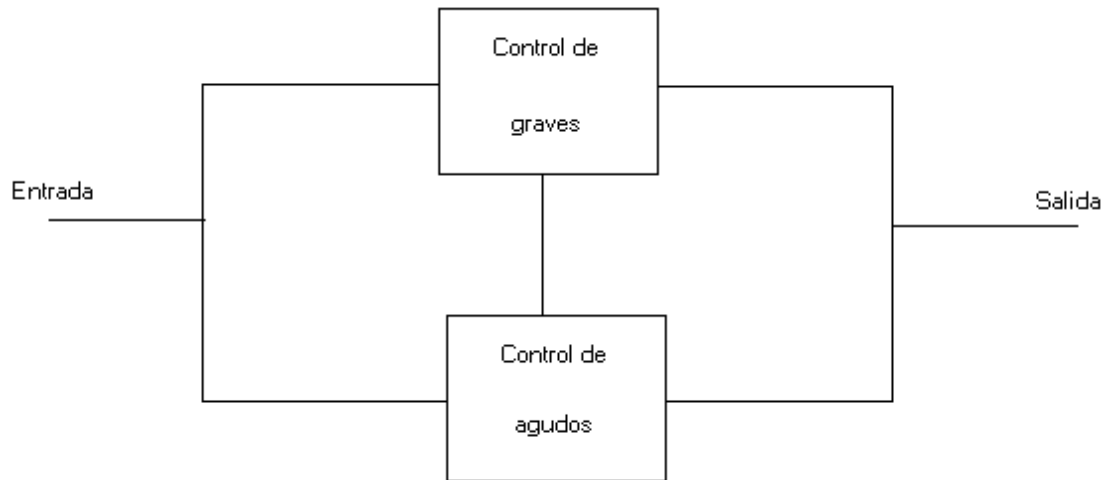 Control de
graves
Entrada
Salida
Control de
agudos